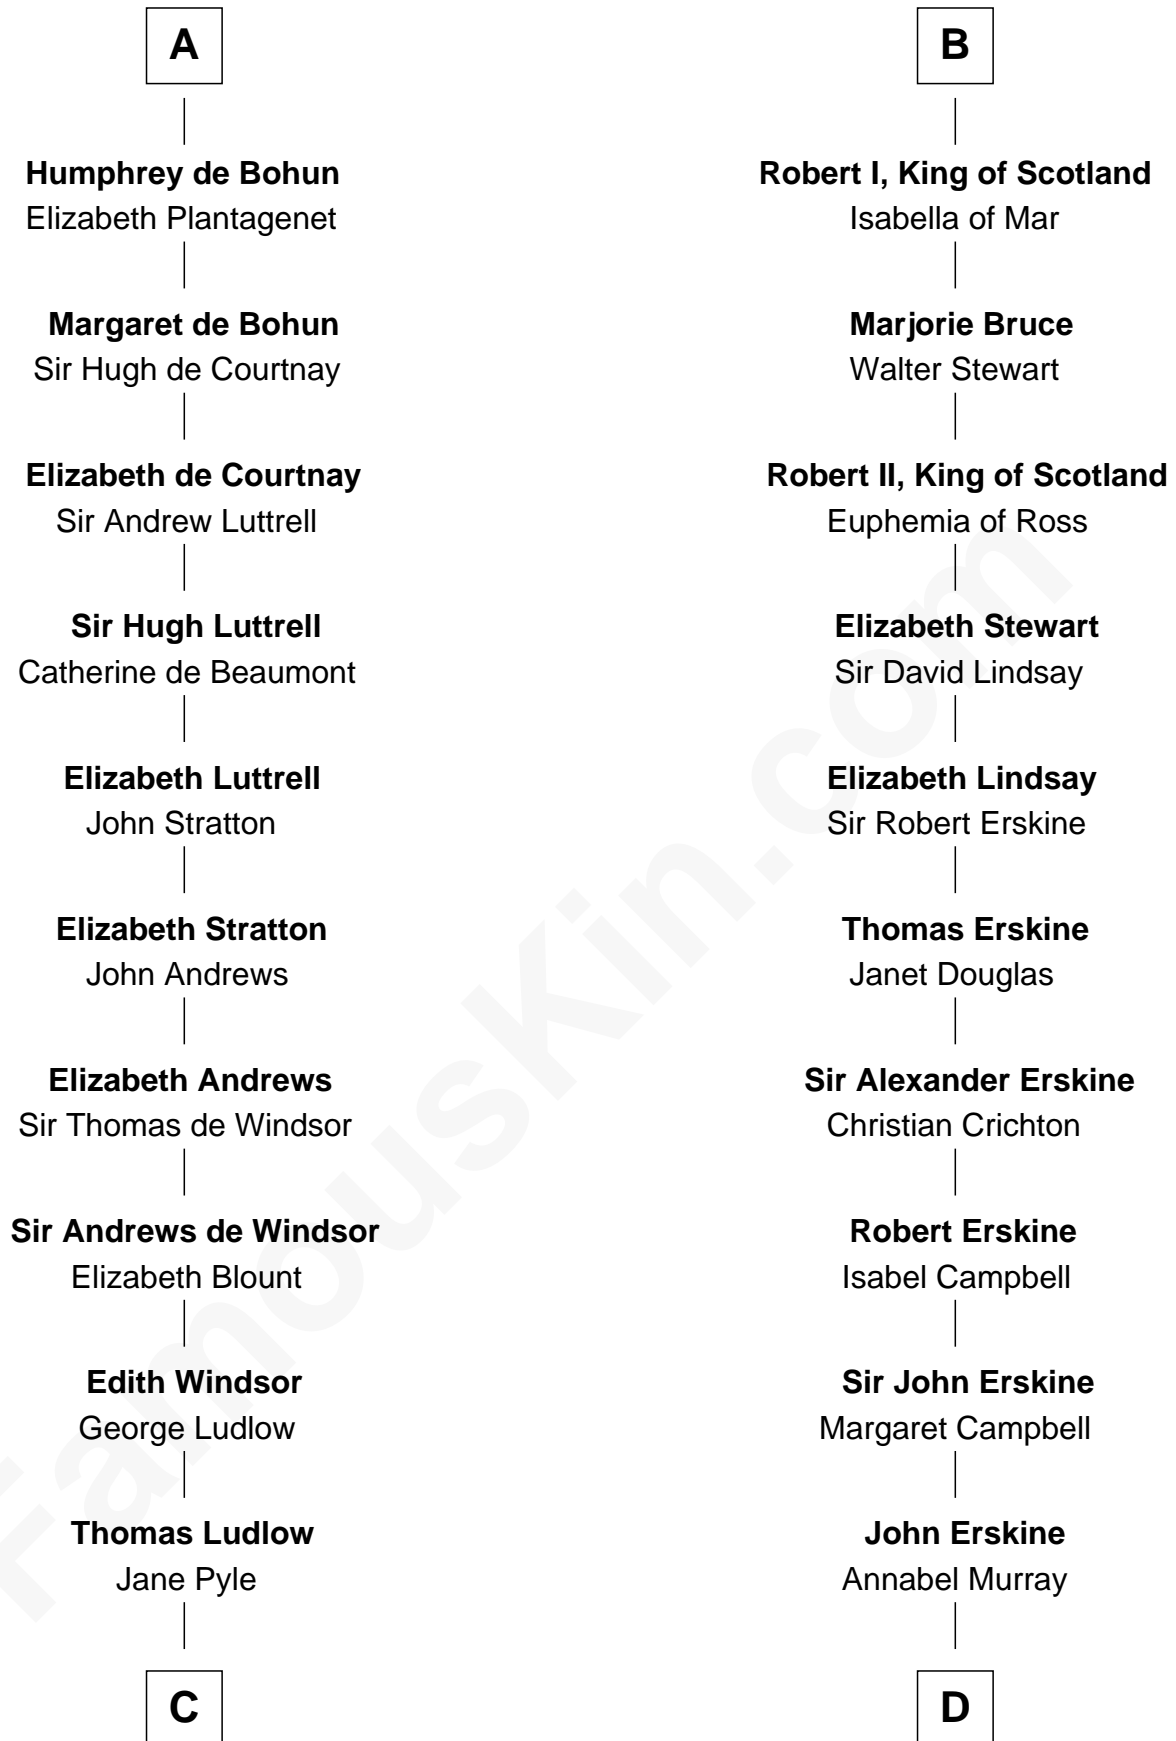 A
Humphrey de Bohun
Elizabeth Plantagenet
Margaret de Bohun
Sir Hugh de Courtnay
Elizabeth de Courtnay
Sir Andrew Luttrell
Sir Hugh Luttrell
Catherine de Beaumont
Elizabeth Luttrell
John Stratton
Elizabeth Stratton
John Andrews
Elizabeth Andrews
Sir Thomas de Windsor
Sir Andrews de Windsor
Elizabeth Blount
Edith Windsor
George Ludlow
Thomas Ludlow
Jane Pyle
C
B
Robert I, King of Scotland
Isabella of Mar
Marjorie Bruce
Walter Stewart
Robert II, King of Scotland
Euphemia of Ross
Elizabeth Stewart
Sir David Lindsay
Elizabeth Lindsay
Sir Robert Erskine
Thomas Erskine
Janet Douglas
Sir Alexander Erskine
Christian Crichton
Robert Erskine
Isabel Campbell
Sir John Erskine
Margaret Campbell
John Erskine
Annabel Murray
D
FamousKin.com